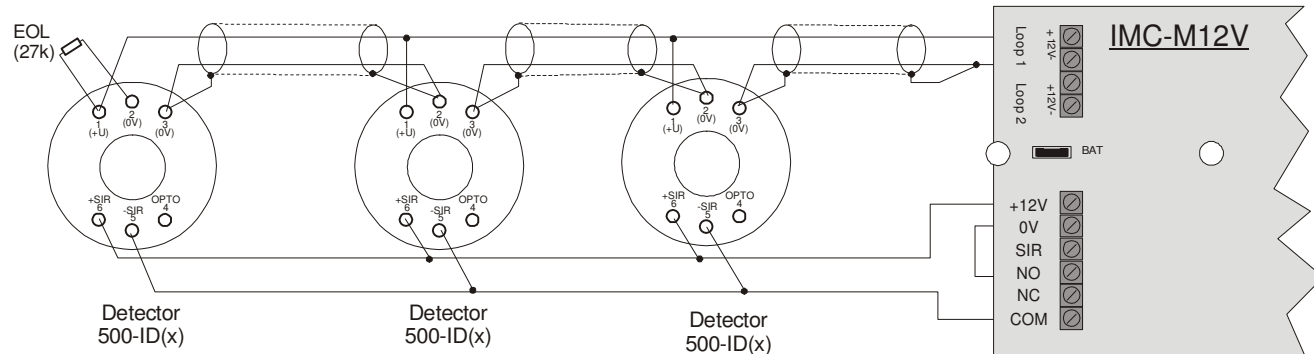 EOL
(27k)
IMC-M12V
Loop 1
+12V-
Loop 2
+12V-
BAT
1
(+U)
2
(0V)
3
(0V)
+SIR
6
-SIR
5
OPTO
4
1
(+U)
2
(0V)
3
(0V)
+SIR
6
-SIR
5
OPTO
4
1
(+U)
2
(0V)
3
(0V)
+SIR
6
-SIR
5
OPTO
4
+12V
0V
SIR
NO
NC
COM
Detector
500-ID(x)
Detector
500-ID(x)
Detector
500-ID(x)